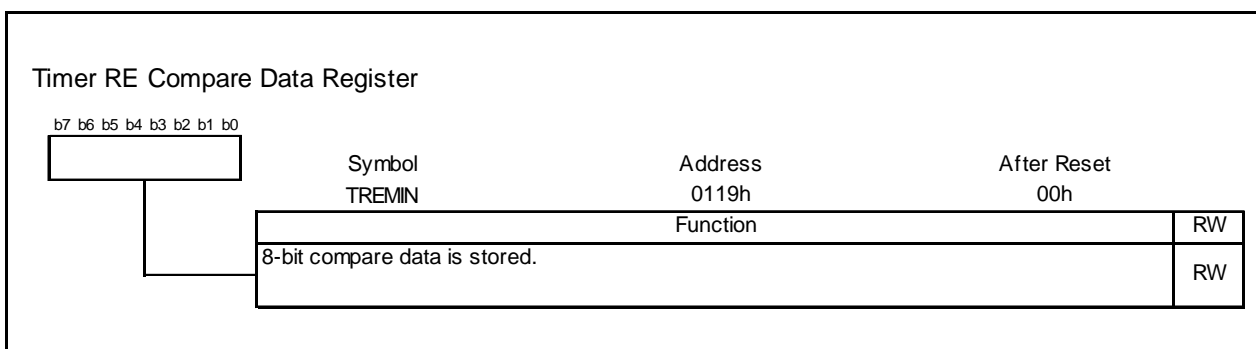 Timer RE Compare Data Register
b7 b6 b5 b4 b3 b2 b1 b0
Symbol Address After Reset
TREMIN 0119h 00h
Function RW
8-bit compare data is stored.
RW